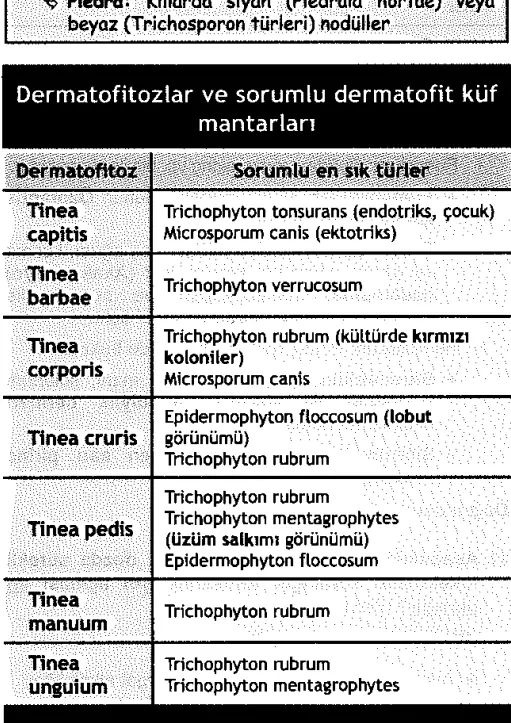 Piedra: Kıllarda siyah (Piedraia hortae) veya
beyaz (Trichosporon türleri) nodüller
Dermatofitozlar ve sorumlu dermatofit küf
mantarları
Dermatofitoz Sorumlu en sık türler
Tinea
capitis
Trichophyton tonsurans (endotriks, çocuk)
Microsporum canis (ektotriks)
Tinea
barbae
Trichophyton verrucosum
Tinea
corporis
Trichophyton rubrum (kültürde kırmızı
koloniler)
Microsporum canis
Tinea cruris
Epidermophyton floccosum (lobut
görünümü)
Trichophyton rubrum
Tinea pedis
Trichophyton rubrum
Trichophyton mentagrophytes
(üzüm salkımı görünümü)
Epidermophyton floccosum
Tinea
manuum
Trichophyton rubrum
Tinea
unguium
Trichophyton rubrum
Trichophyton mentagrophytes